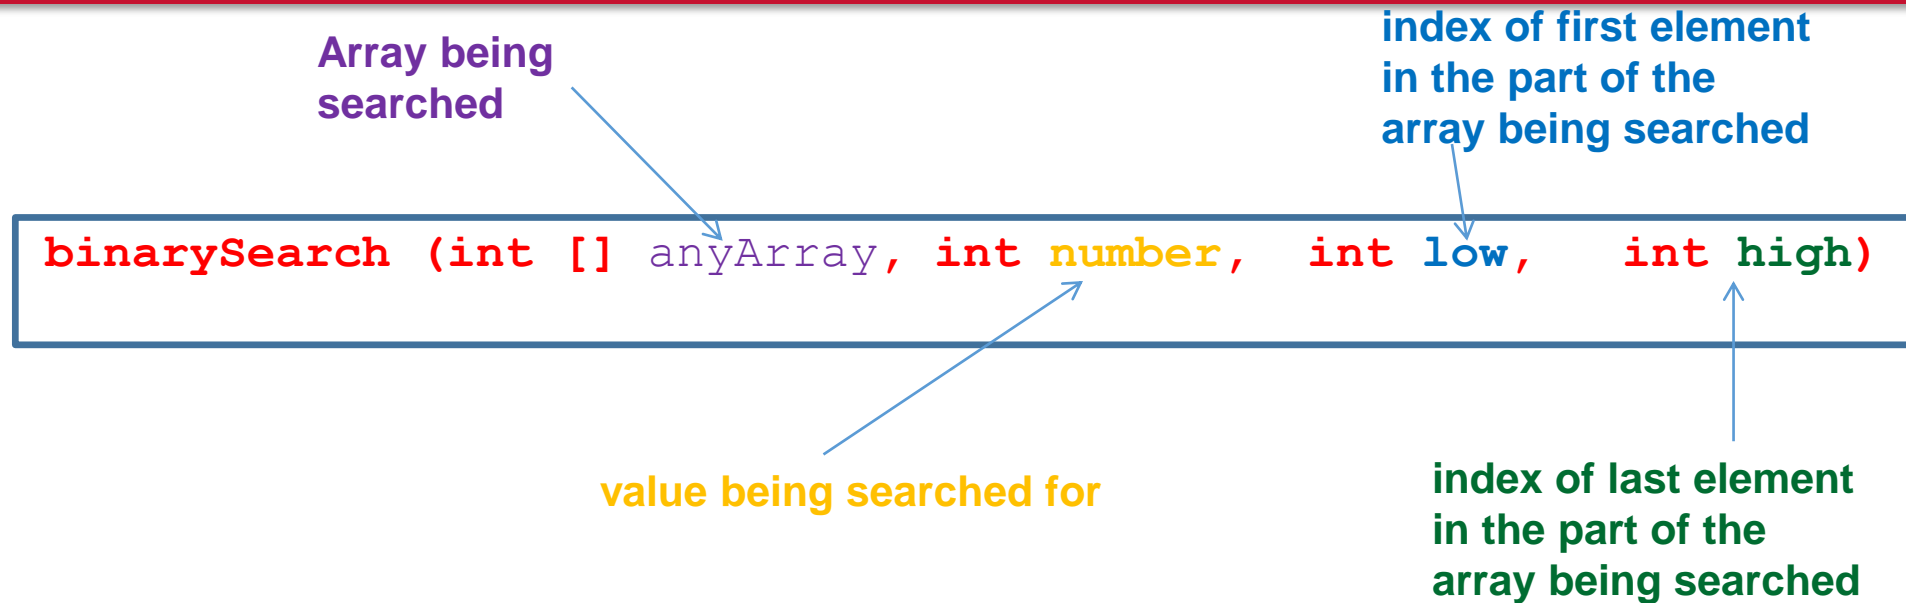 Array being
searched
index of first element
in the part of the
array being searched
binarySearch (int [] anyArray, int number, int low, int high)
value being searched for
index of last element
in the part of the
array being searched